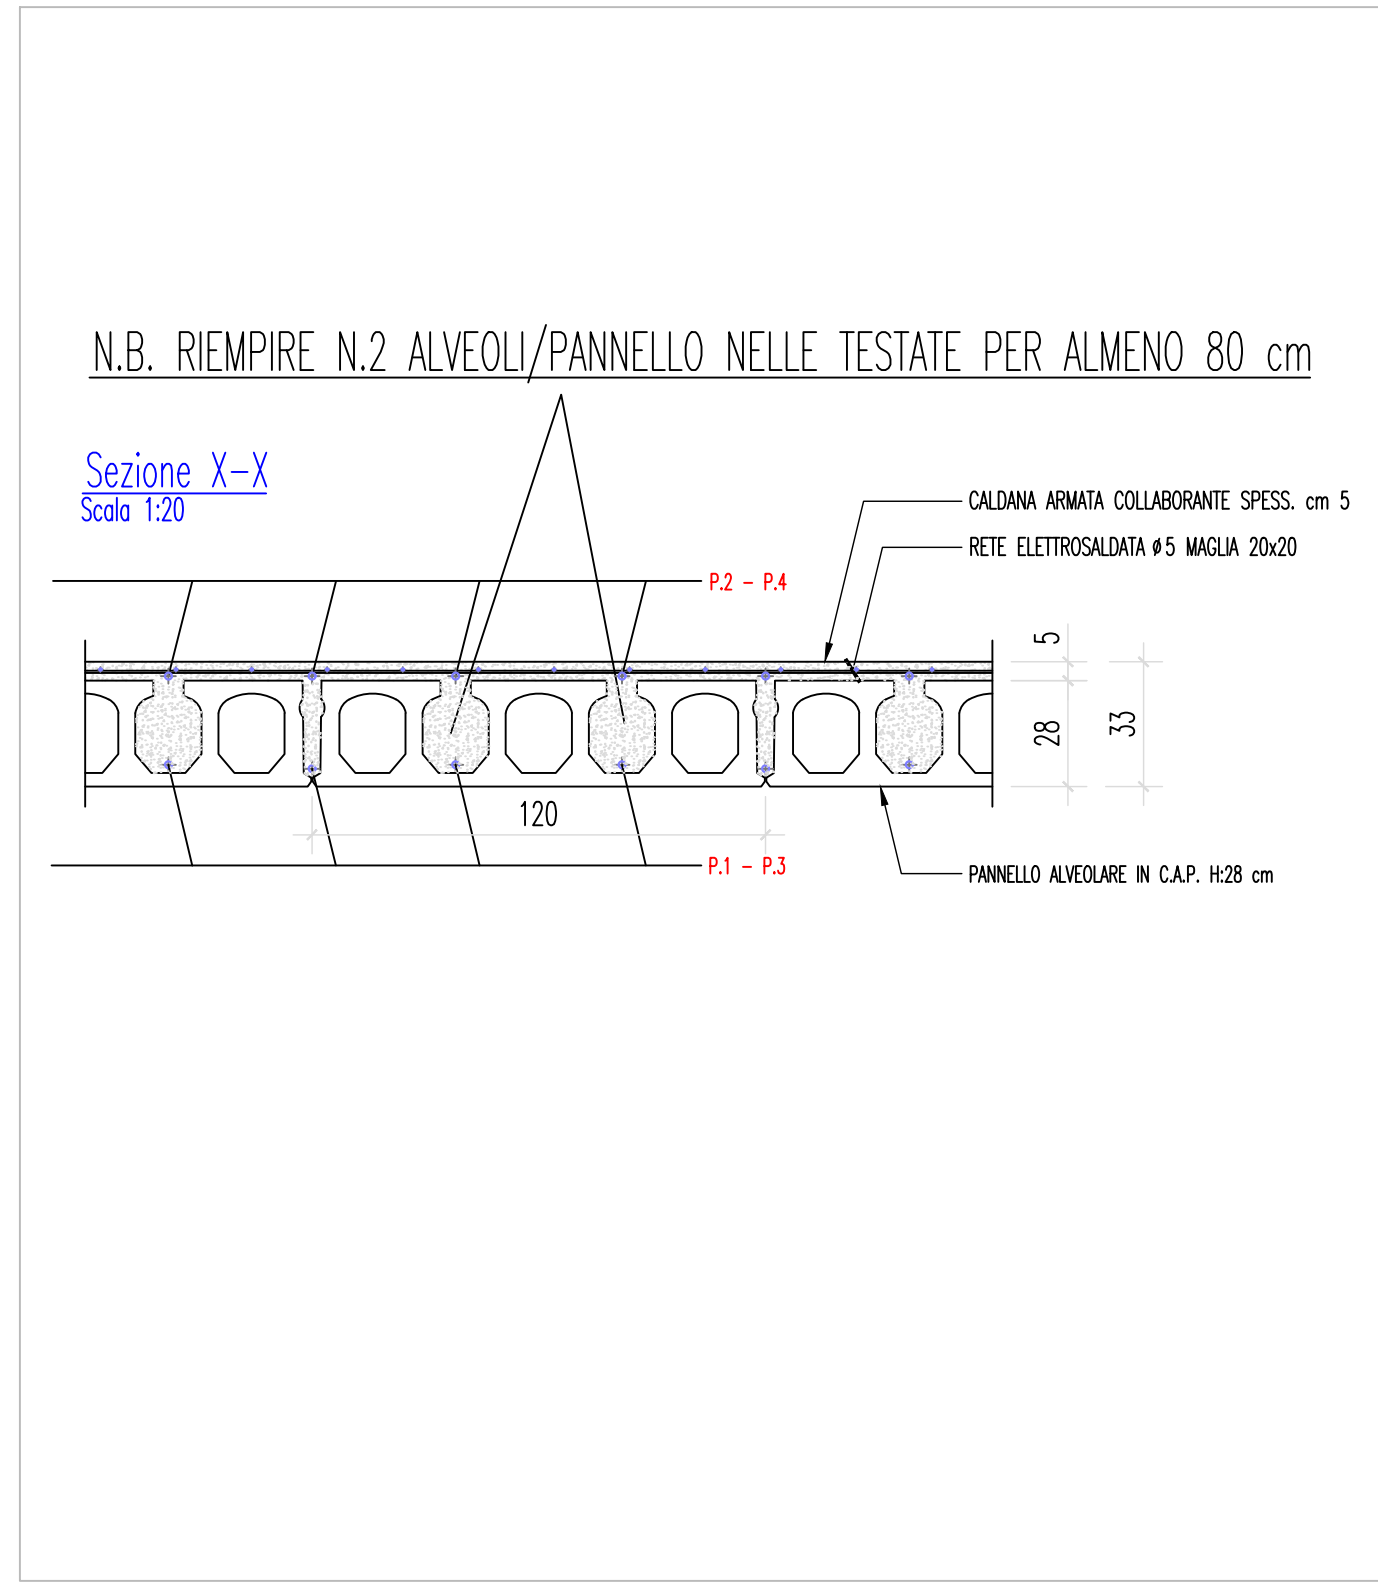 N.B. RIEMPIRE N.2 ALVEOLI/PANNELLO NELLE TESTATE PER ALMENO 80 cm
Sezione X-X
Scala 1:20
CALDANA ARMATA COLLABORANTE SPESS. cm 5
RETE ELETTROSALDATA ø5 MAGLIA 20x20
P.2 - P.4
5
28
33
120
P.1 - P.3
PANNELLO ALVEOLARE IN C.A.P. H:28 cm